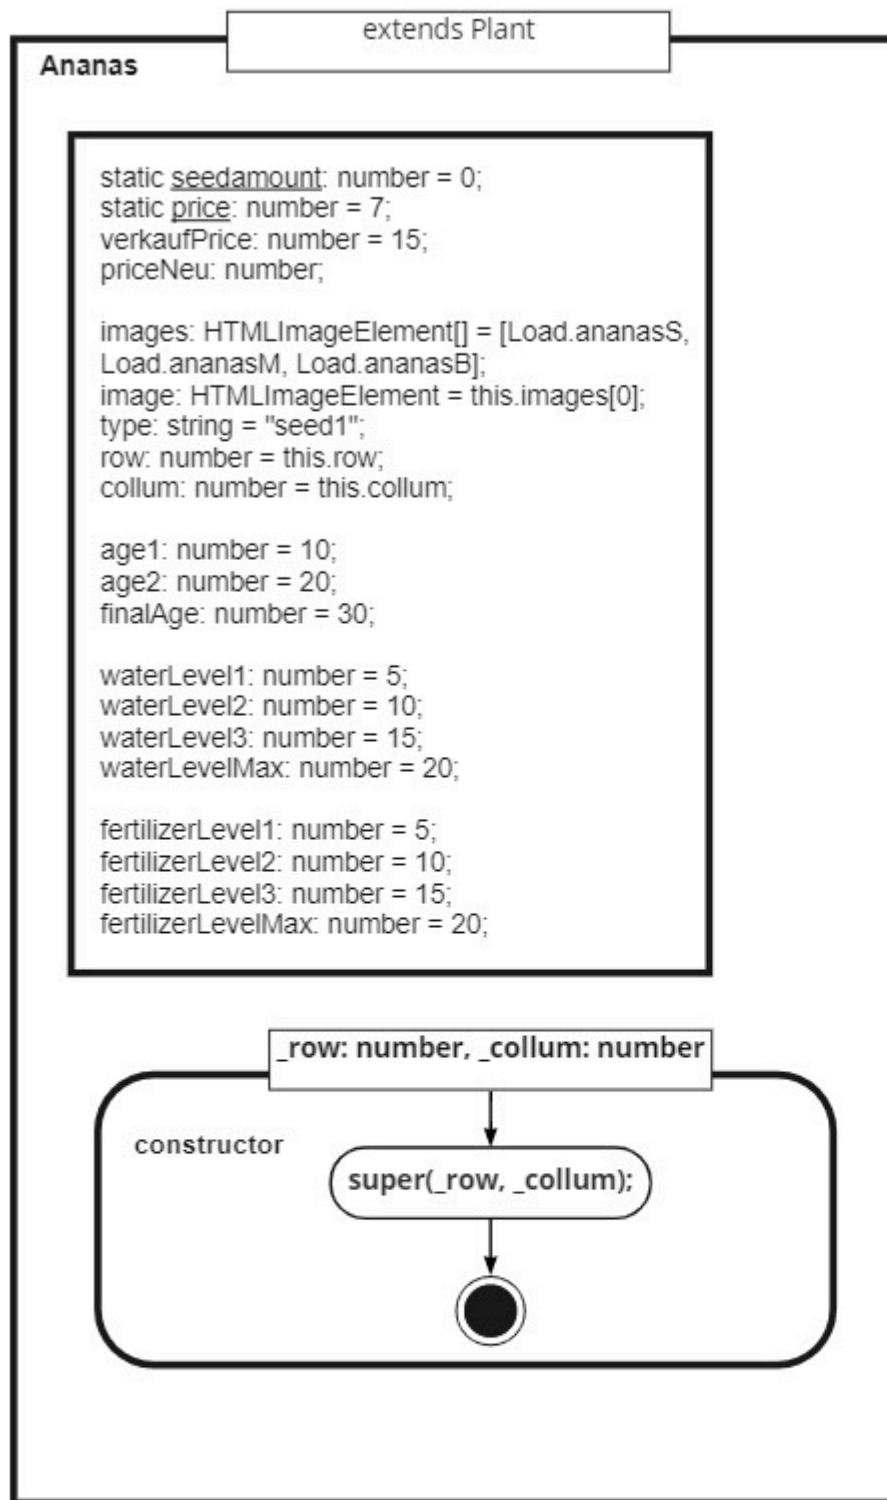 extends Plant
Ananas
static seedamount: number = 0;
static price: number = 7;
verkaufPrice: number = 15;
priceNeu: number;
images: HTMLImageElement[] = [Load.ananasS,
Load.ananasM, Load.ananasB];
image: HTMLImageElement = this.images[0];
type: string = "seed1";
row: number = this.row;
collum: number = this.collum;
age1: number = 10;
age2: number = 20;
finalAge: number = 30;
waterLevel1: number = 5;
waterLevel2: number = 10;
waterLevel3: number = 15;
waterLevelMax: number = 20;
fertilizerLevel1: number = 5;
fertilizerLevel2: number = 10;
fertilizerLevel3: number = 15;
fertilizerLevelMax: number = 20;
_row: number, _collum: number
constructor
super(_row, _collum);